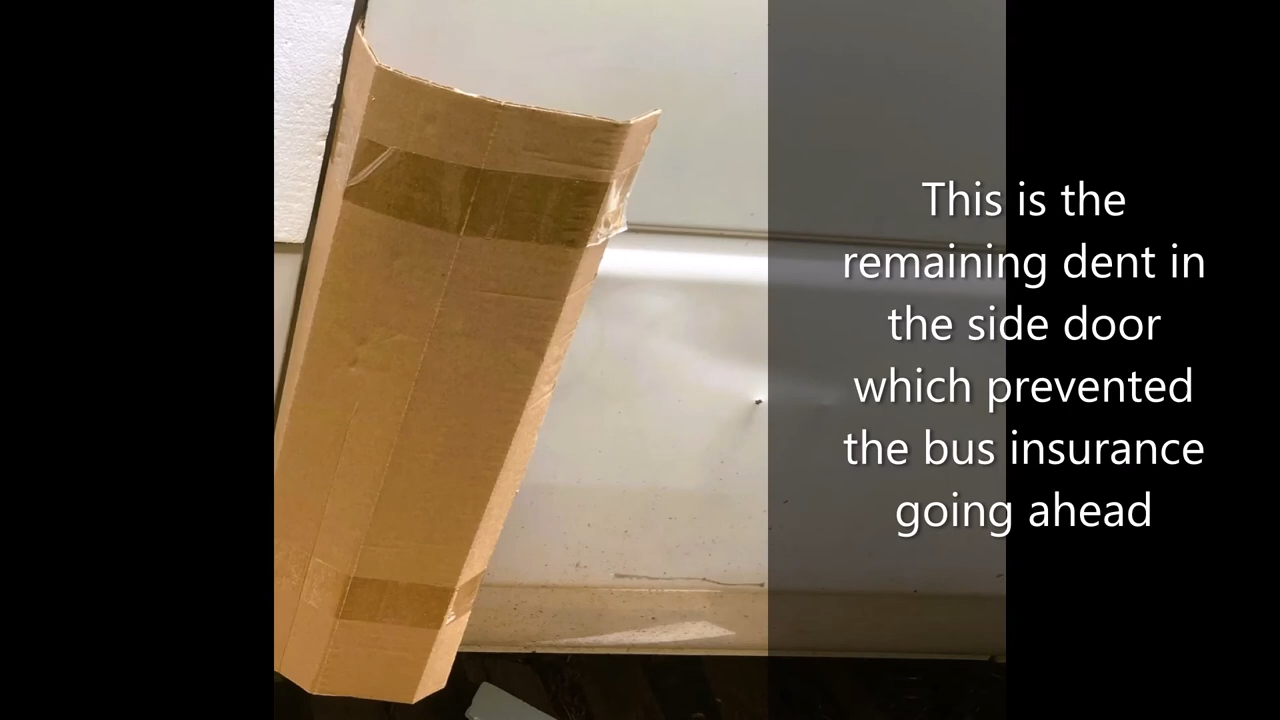 This is the
remaining dent in
the side door
which prevented
the bus insurance
going ahead